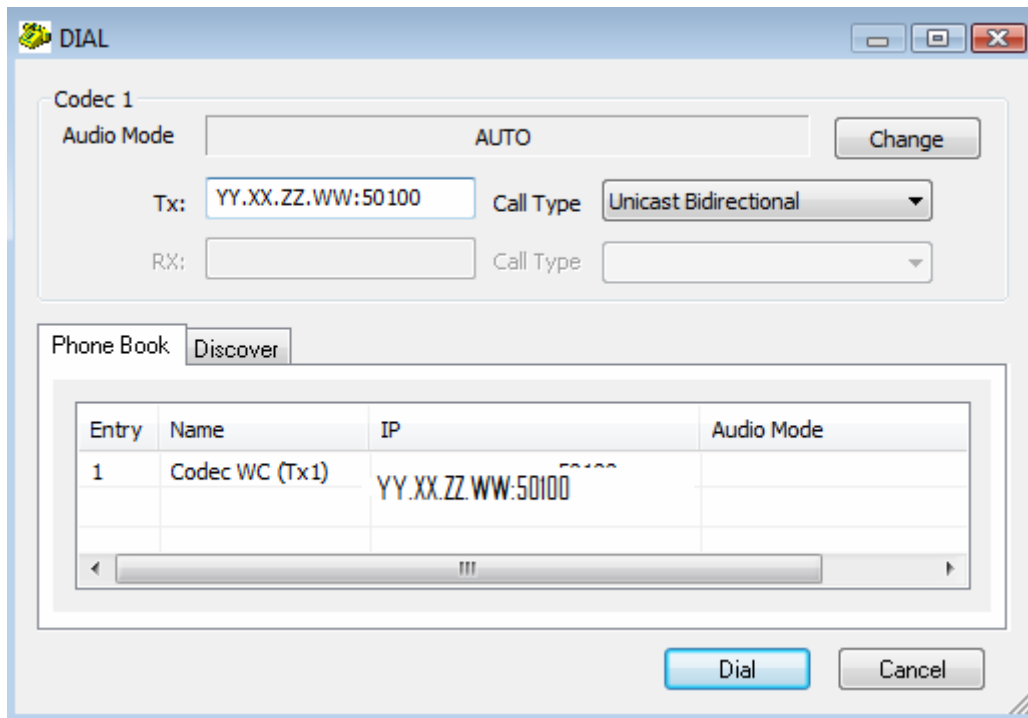 DIAL
Codec 1
Audio Mode AUTO Change
Tx: YY.XX.ZZ.WW:50100 Call Type Unicast Bidirectional
RX: Call Type
Phone Book Discover
Entry Name IP Audio Mode
1 Codec WC (Tx1) YY.XX.ZZ.WW:50100
Dial Cancel